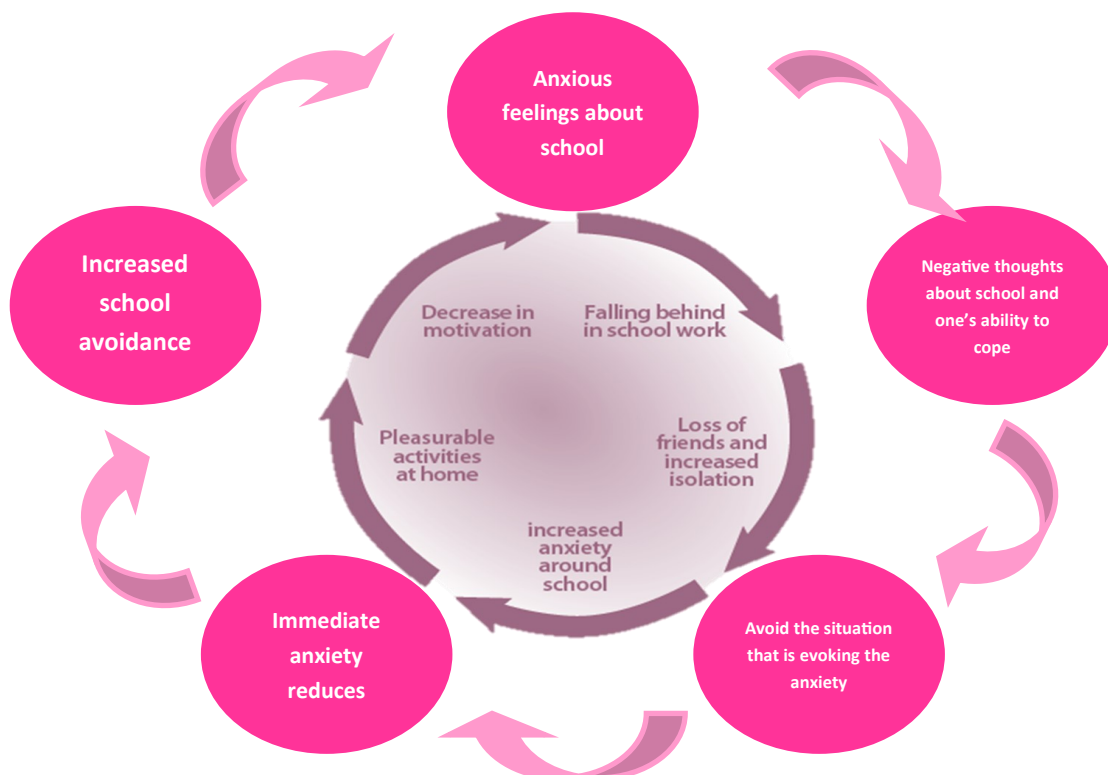 Anxious
feelings about
school
Negative thoughts
about school and
one’s ability to
cope
Avoid the situation
that is evoking the
anxiety
Immediate
anxiety
reduces
Increased
school
avoidance
Falling behind
in school work
Loss of
friends and
increased
isolation
increased
anxiety
around
school
Pleasurable
activities
at home
Decrease in
motivation